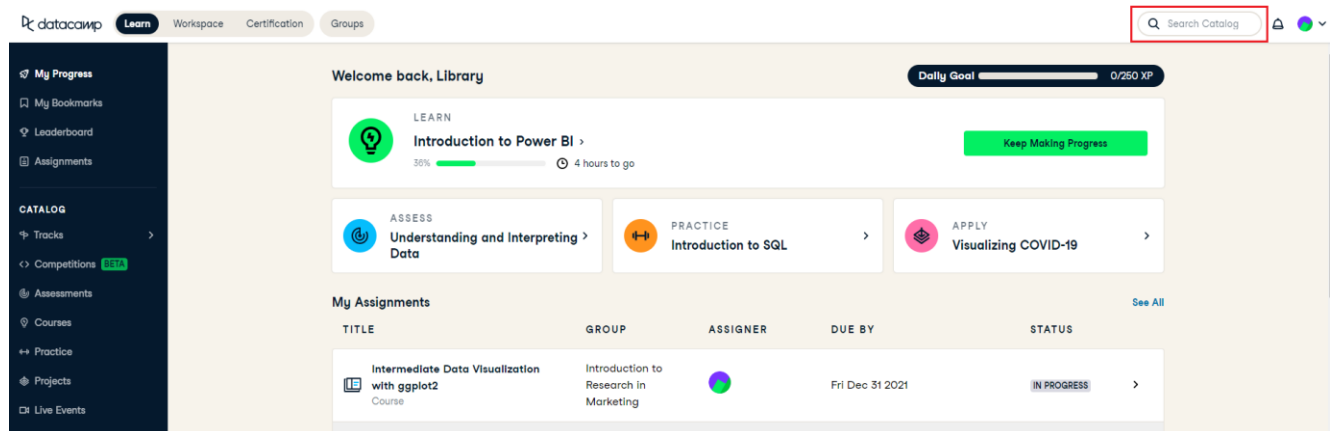 datacamp Learn Workspace Certification Groups Search Catalog
My Progress
My Bookmarks
Leaderboard
Assignments
CATALOG
Tracks
Competitions BETA
Assessments
Courses
Practice
Projects
Live Events
Welcome back, Library
Daily Goal 0/250 XP
LEARN
Introduction to Power BI
36% 4 hours to go
Keep Making Progress
ASSESS
Understanding and Interpreting
Data
PRACTICE
Introduction to SQL
APPLY
Visualizing COVID-19
My Assignments See All
TITLE GROUP ASSIGNER DUE BY STATUS
Intermediate Data Visualization
with ggplot2
Course
Introduction to
Research in
Marketing
Fri Dec 31 2021
IN PROGRESS